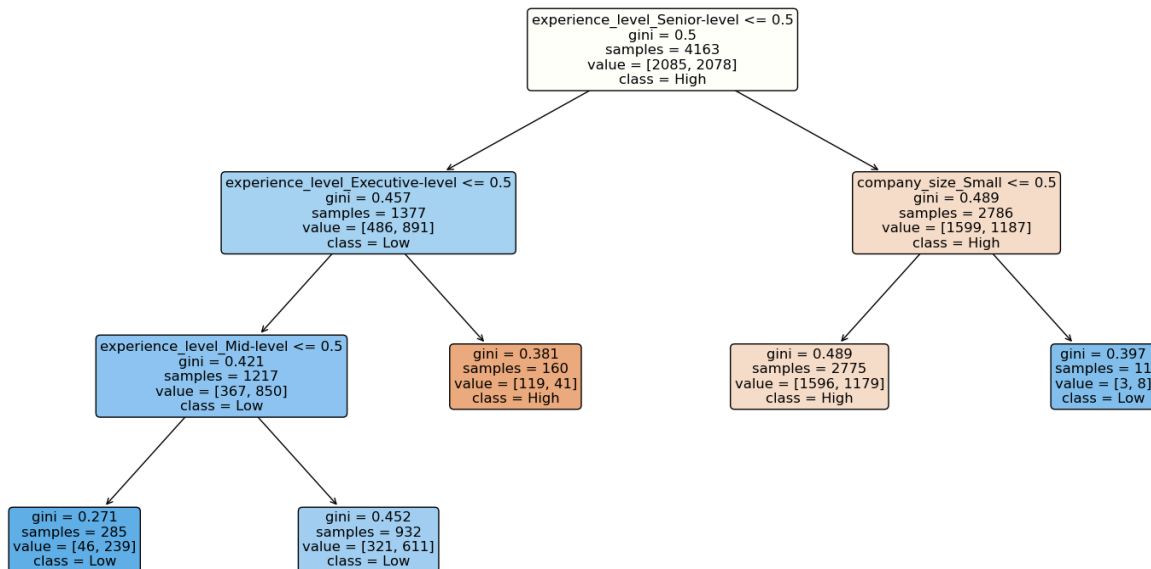 experience_level_Senior-level <= 0.5
gini = 0.5
samples = 4163
value = [2085, 2078]
class = High
experience_level_Executive-level <= 0.5
gini = 0.457
samples = 1377
value = [486, 891]
class = Low
company_size_Small <= 0.5
gini = 0.489
samples = 2786
value = [1599, 1187]
class = High
experience_level_Mid-level <= 0.5
gini = 0.421
samples = 1217
value = [367, 850]
class = Low
gini = 0.381
samples = 160
value = [119, 41]
class = High
gini = 0.489
samples = 2775
value = [1596, 1179]
class = High
gini = 0.397
samples = 11
value = [3, 8]
class = Low
gini = 0.271
samples = 285
value = [46, 239]
class = Low
gini = 0.452
samples = 932
value = [321, 611]
class = Low